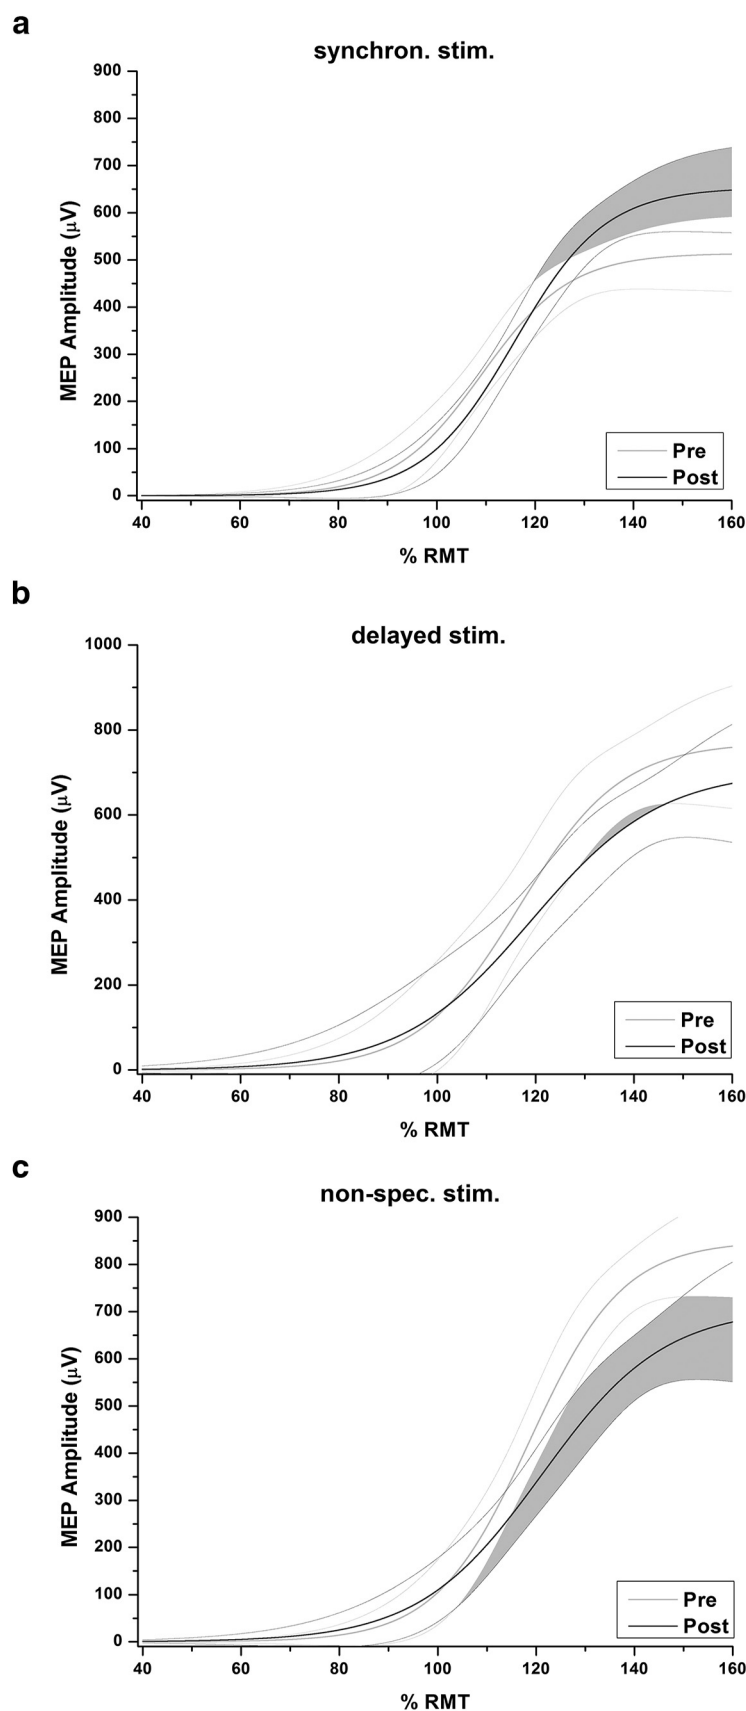 a
synchron. stim.
900
800
700
600
500
400
300
200
100
0
MEP Amplitude (µV)
Pre
Post
40 60 80 100 120 140 160
% RMT
b
delayed stim.
1000
800
600
400
200
0
MEP Amplitude (µV)
Pre
Post
40 60 80 100 120 140 160
% RMT
c
non-spec. stim.
900
800
700
600
500
400
300
200
100
0
MEP Amplitude (µV)
Pre
Post
40 60 80 100 120 140 160
% RMT